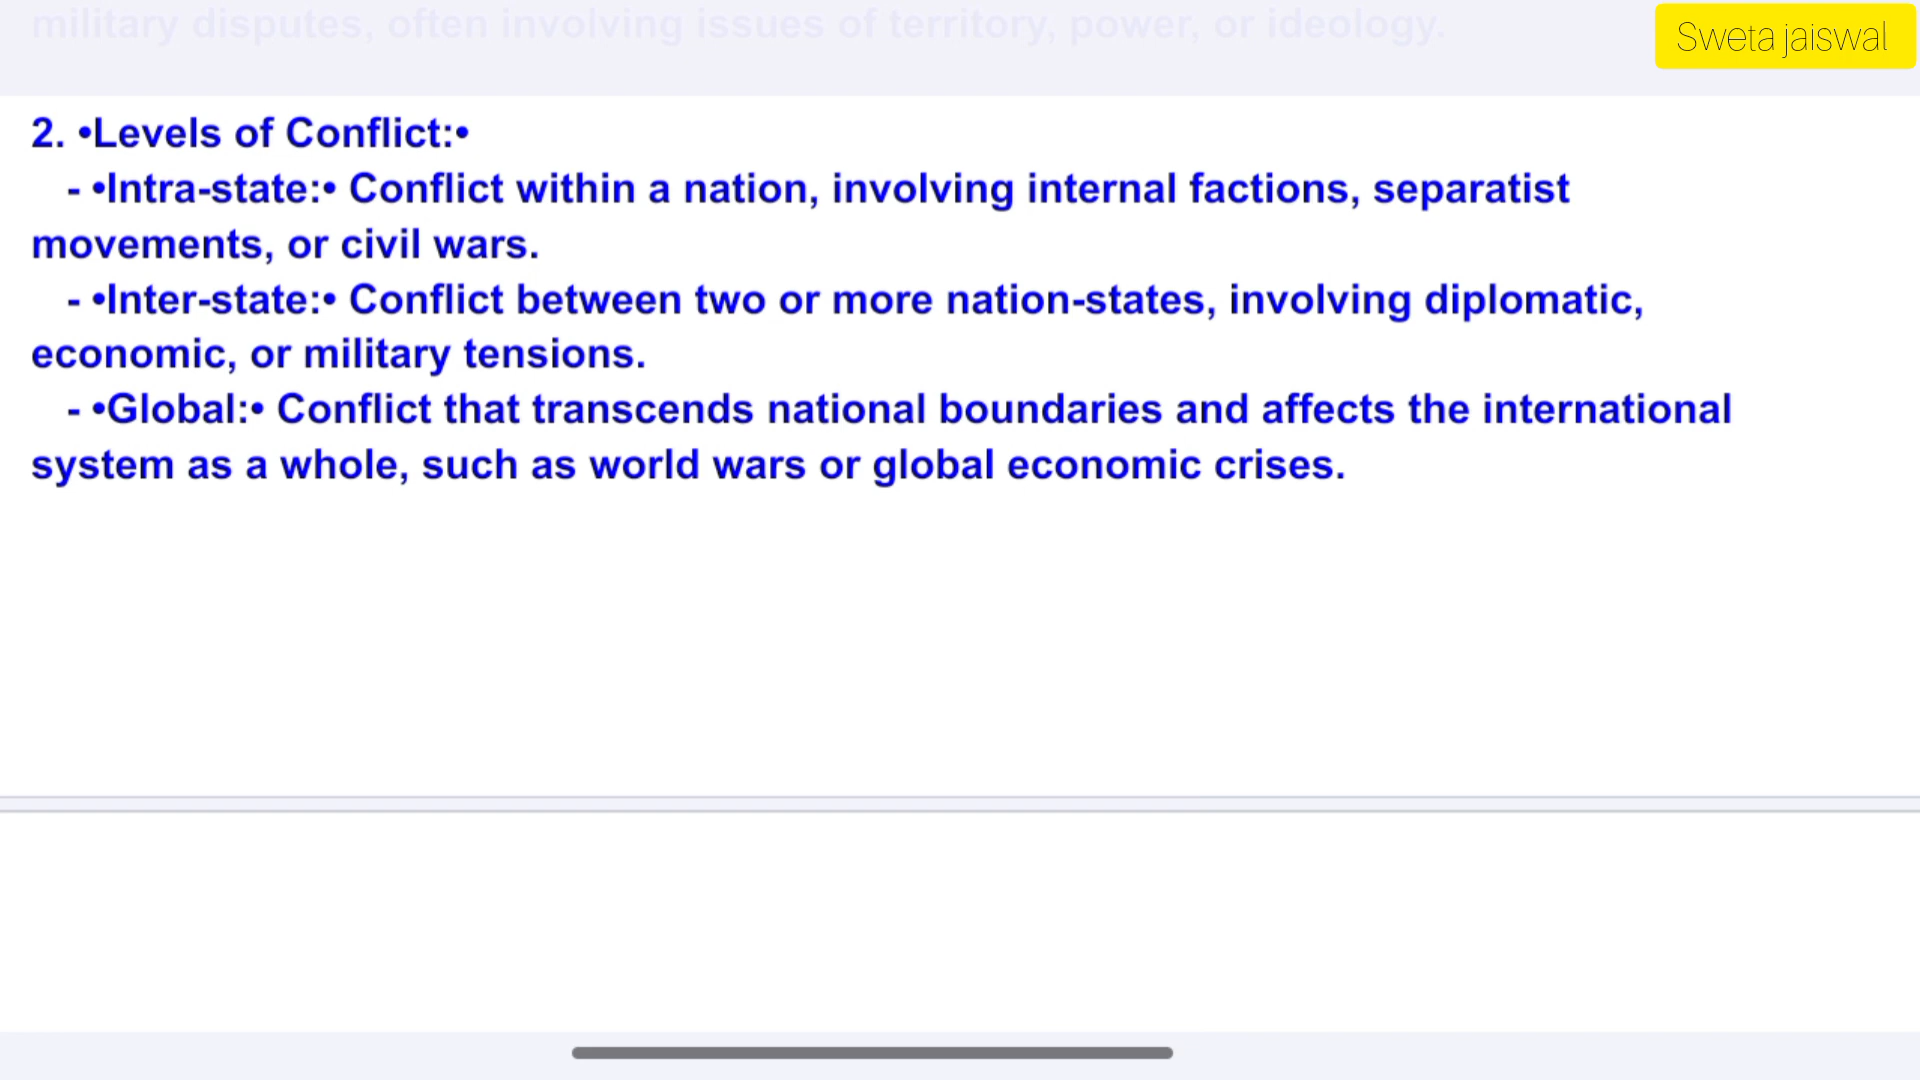 military disputes, often involving issues of territory, power, or ideology.
Sweta jaiswal
2. •Levels of Conflict:•
- •Intra-state:• Conflict within a nation, involving internal factions, separatist
movements, or civil wars.
- •Inter-state:• Conflict between two or more nation-states, involving diplomatic,
economic, or military tensions.
- •Global:• Conflict that transcends national boundaries and affects the international
system as a whole, such as world wars or global economic crises.